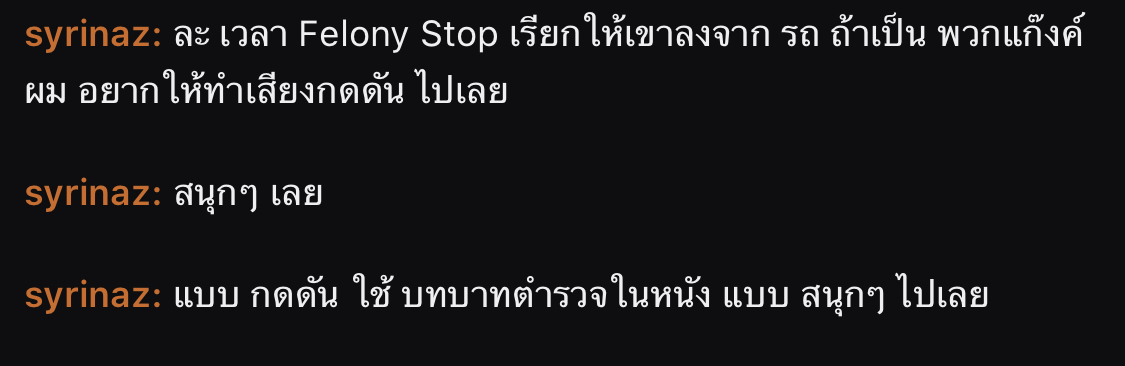 syrinaz: ละ เวลา Felony Stop เรียกให้เขาลงจาก รถ ถ้าเป็น พวกแก๊งค์
ผม อยากให้ทำเสียงกดดัน ไปเลย
syrinaz: สนุกๆ เลย
syrinaz: แบบ กดดัน ใช้ บทบาทตำรวจในหนัง แบบ สนุกๆ ไปเลย